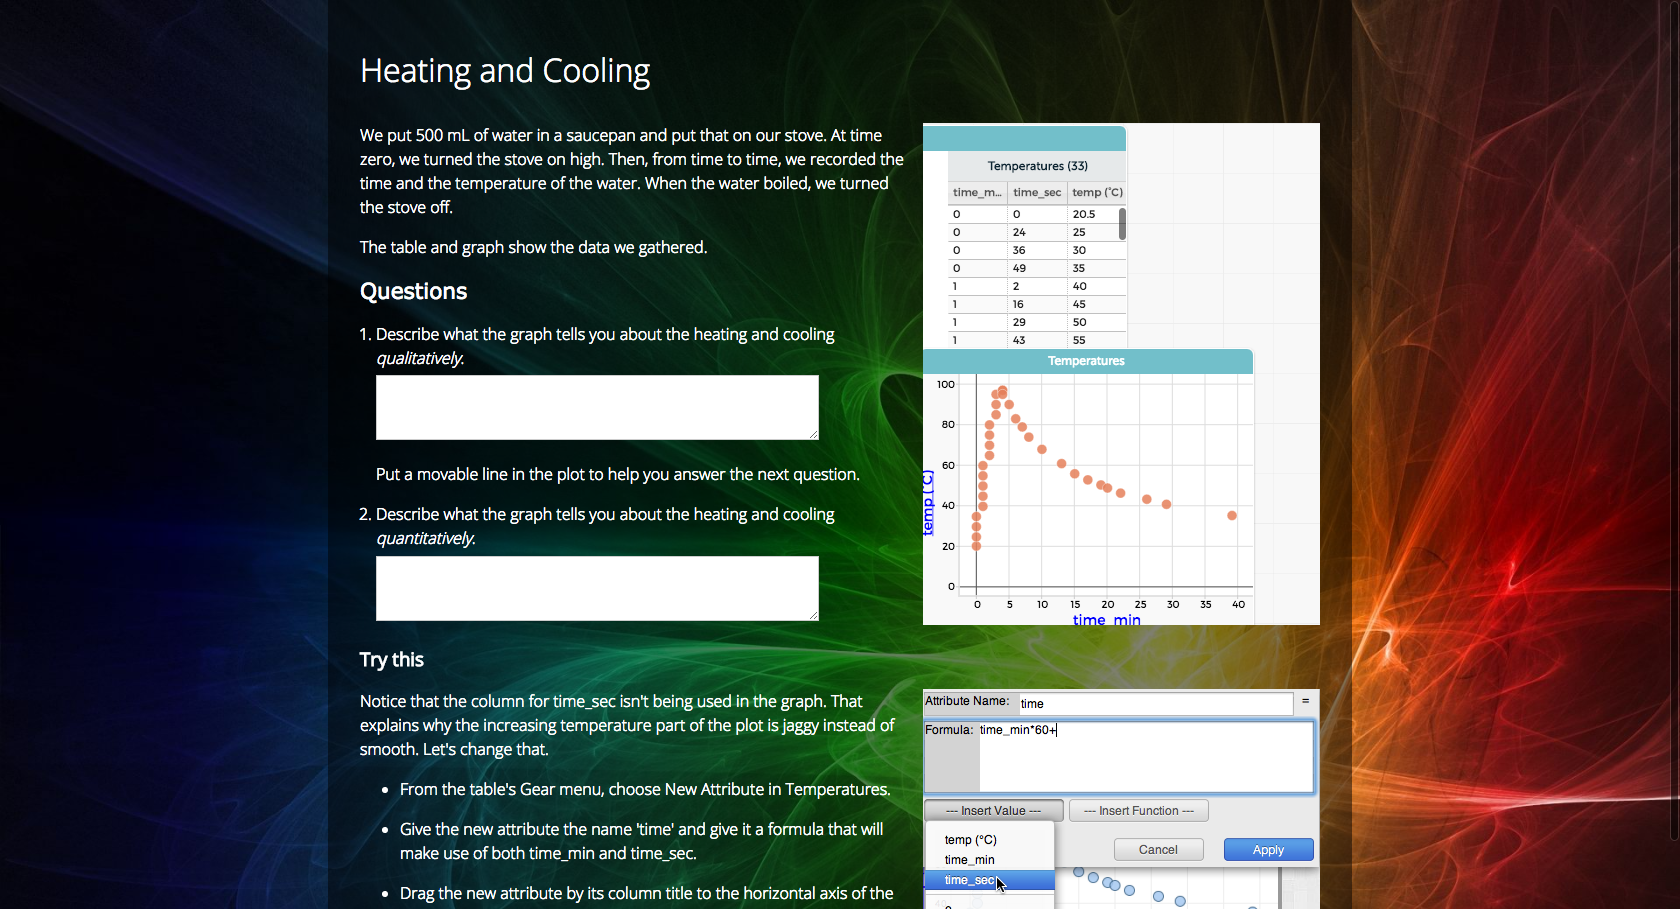 Heating and Cooling
We put 500 mL of water in a saucepan and put that on our stove. At time
zero, we turned the stove on high. Then, from time to time, we recorded the
time and the temperature of the water. When the water boiled, we turned
the stove off.
The table and graph show the data we gathered.
Questions
1. Describe what the graph tells you about the heating and cooling
qualitatively.
Put a movable line in the plot to help you answer the next question.
2. Describe what the graph tells you about the heating and cooling
quantitatively.
Temperatures (33)
time_m... time_sec temp (°C)
0 0 20.5
0 24 25
0 36 30
0 49 35
1 2 40
1 16 45
1 29 50
1 43 55
Temperatures
100
80
60
40
20
0
temp (°C)
0 5 10 15 20 25 30 35 40
time_min
Try this
Notice that the column for time_sec isn't being used in the graph. That
explains why the increasing temperature part of the plot is jaggy instead of
smooth. Let's change that.
• From the table's Gear menu, choose New Attribute in Temperatures.
• Give the new attribute the name 'time' and give it a formula that will
make use of both time_min and time_sec.
• Drag the new attribute by its column title to the horizontal axis of the
Attribute Name: time =
Formula: time_min*60+
--- Insert Value --- --- Insert Function ---
temp (°C)
time_min
time_sec
Cancel Apply